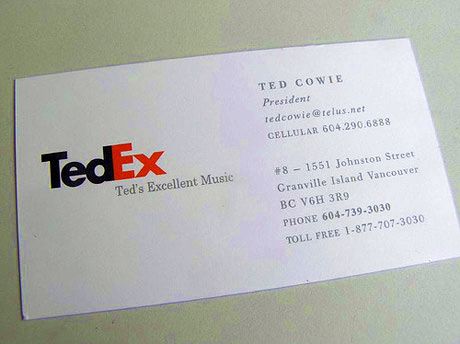 TedEx
Ted's Excellent Music
TED COWIE
President
tedcowie@telus.net
CELLULAR 604.290.6888
#8 – 1551 Johnston Street
Granville Island Vancouver
BC V6H 3R9
PHONE 604-739-3030
TOLL FREE 1-877-707-3030